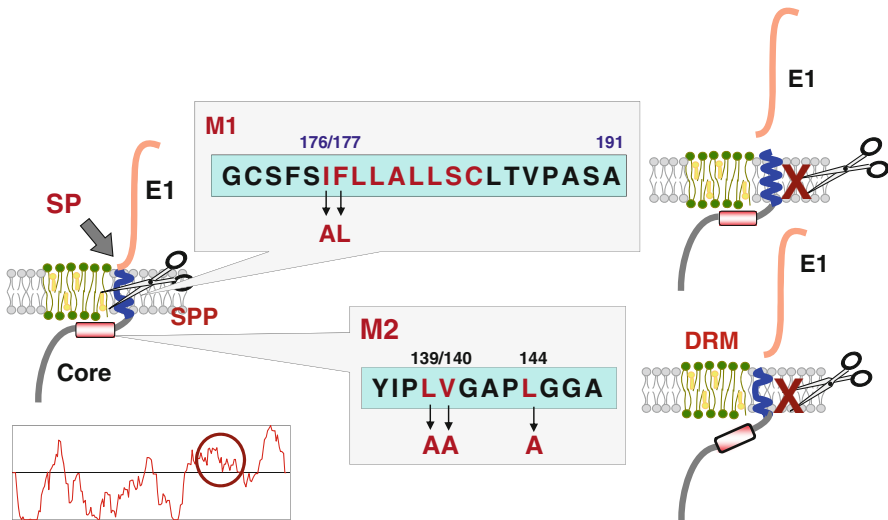 M1
176/177 191
GCSFSIFLLALLSCLTVPASA
AL
SP
E1
SPP
Core
M2
139/140 144
YIPLVGAPLGGA
AA A
E1
X
E1
DRM
X